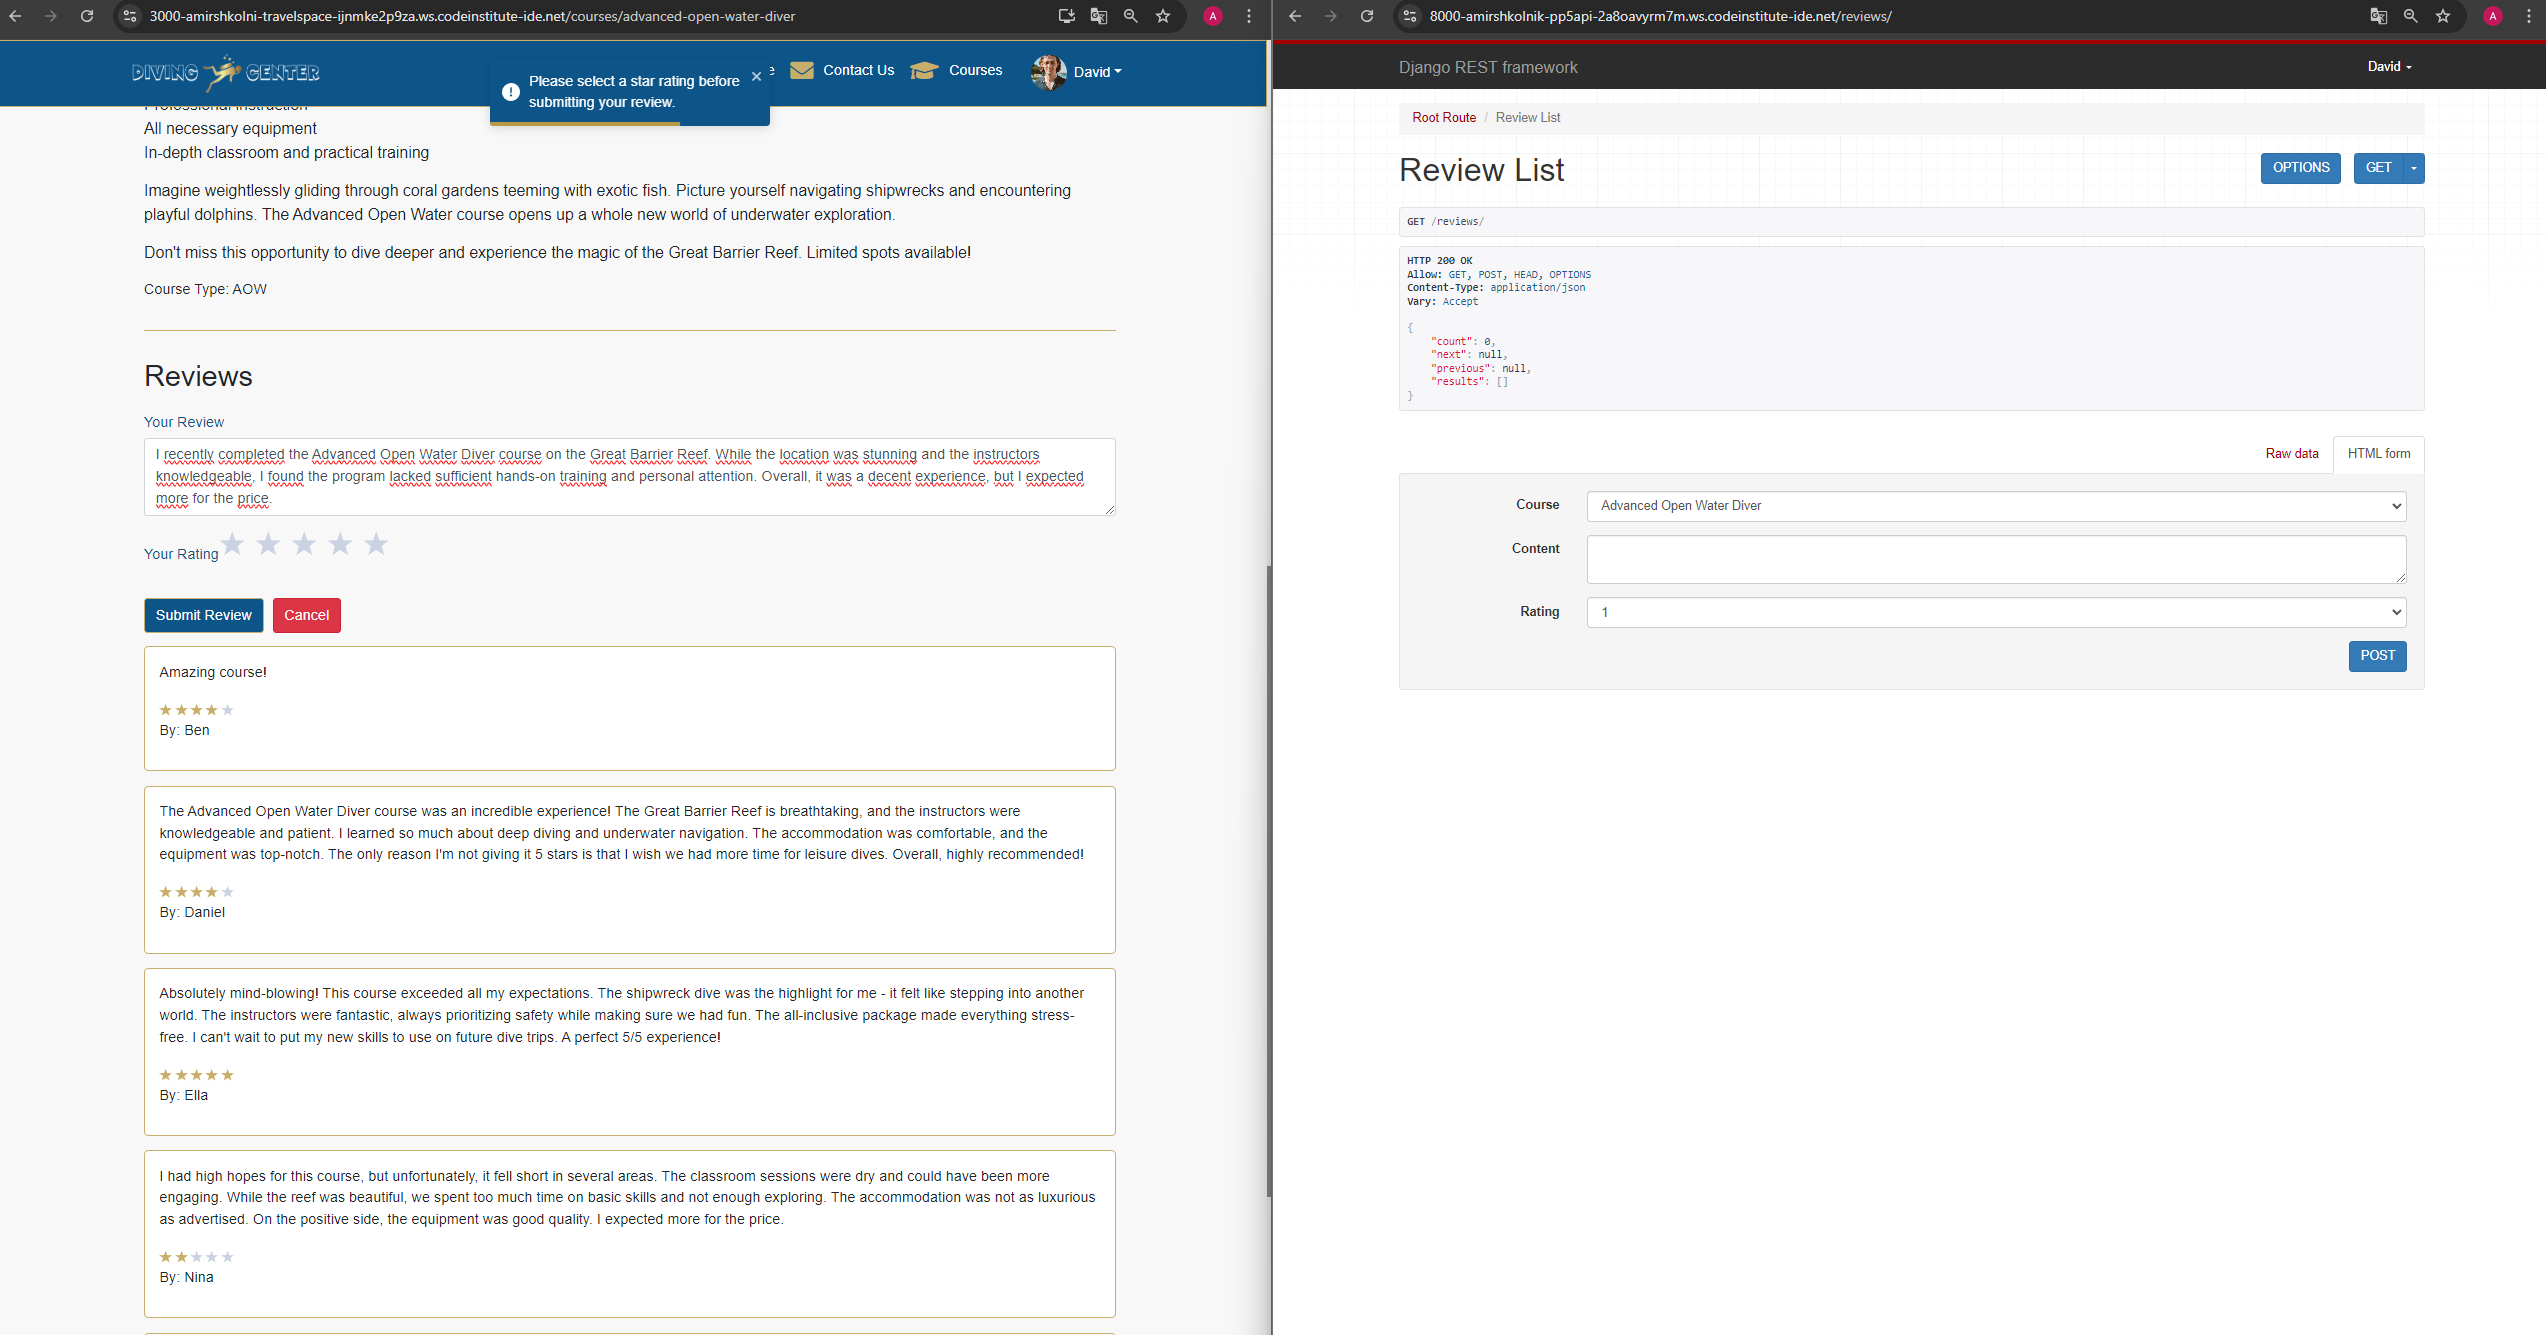 3000-amirshkolni-travelspace-ijnmke2p9za.ws.codeinstitute-ide.net/courses/advanced-open-water-diver
A
DIVING CENTER
e
Contact Us
Courses
David
Please select a star rating before
submitting your review.
Professional instruction
All necessary equipment
In-depth classroom and practical training
Imagine weightlessly gliding through coral gardens teeming with exotic fish. Picture yourself navigating shipwrecks and encountering
playful dolphins. The Advanced Open Water course opens up a whole new world of underwater exploration.
Don't miss this opportunity to dive deeper and experience the magic of the Great Barrier Reef. Limited spots available!
Course Type: AOW
Reviews
Your Review
I recently completed the Advanced Open Water Diver course on the Great Barrier Reef. While the location was stunning and the instructors
knowledgeable, I found the program lacked sufficient hands-on training and personal attention. Overall, it was a decent experience, but I expected
more for the price.
Your Rating
Submit Review
Cancel
Amazing course!
By: Ben
The Advanced Open Water Diver course was an incredible experience! The Great Barrier Reef is breathtaking, and the instructors were
knowledgeable and patient. I learned so much about deep diving and underwater navigation. The accommodation was comfortable, and the
equipment was top-notch. The only reason I'm not giving it 5 stars is that I wish we had more time for leisure dives. Overall, highly recommended!
By: Daniel
Absolutely mind-blowing! This course exceeded all my expectations. The shipwreck dive was the highlight for me - it felt like stepping into another
world. The instructors were fantastic, always prioritizing safety while making sure we had fun. The all-inclusive package made everything stress-
free. I can't wait to put my new skills to use on future dive trips. A perfect 5/5 experience!
By: Ella
I had high hopes for this course, but unfortunately, it fell short in several areas. The classroom sessions were dry and could have been more
engaging. While the reef was beautiful, we spent too much time on basic skills and not enough exploring. The accommodation was not as luxurious
as advertised. On the positive side, the equipment was good quality. I expected more for the price.
By: Nina
8000-amirshkolnik-pp5api-2a8oavyrm7m.ws.codeinstitute-ide.net/reviews/
A
Django REST framework
David
Root Route / Review List
Review List
OPTIONS
GET
GET /reviews/
HTTP 200 OK
Allow: GET, POST, HEAD, OPTIONS
Content-Type: application/json
Vary: Accept
{
"count": 0,
"next": null,
"previous": null,
"results": []
}
Raw data
HTML form
Course
Advanced Open Water Diver
Content
Rating
1
POST